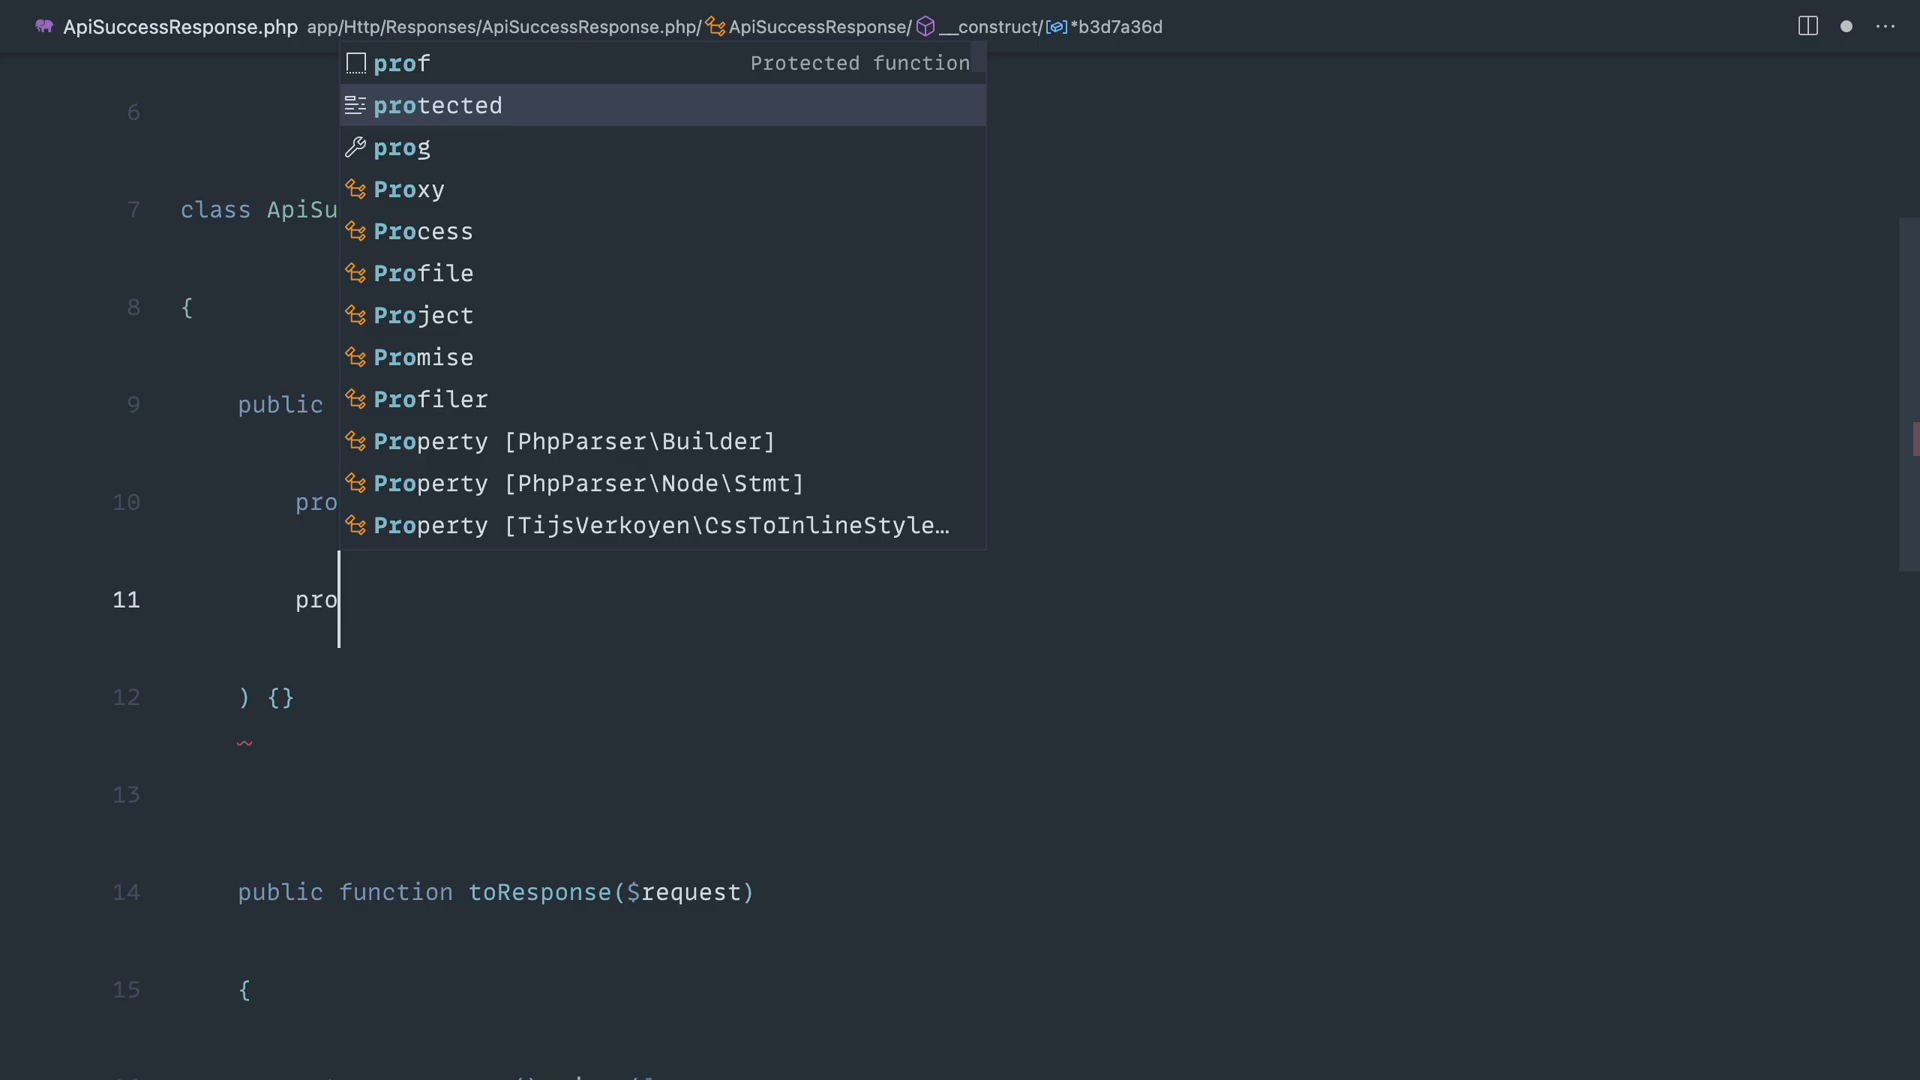 ApiSuccessResponse.php app/Http/Responses/ApiSuccessResponse.php/ ApiSuccessResponse/ __construct/ *b3d7a36d
prof Protected function
6
protected
prog
Proxy
7 class ApiSu
Process
Profile
8 {
Project
Promise
9 public
Profiler
Property [PhpParser\Builder]
Property [PhpParser\Node\Stmt]
10 pro
Property [TijsVerkoyen\CssToInlineStyle…
11 pro
12 ) {}
13
14 public function toResponse($request)
15 {